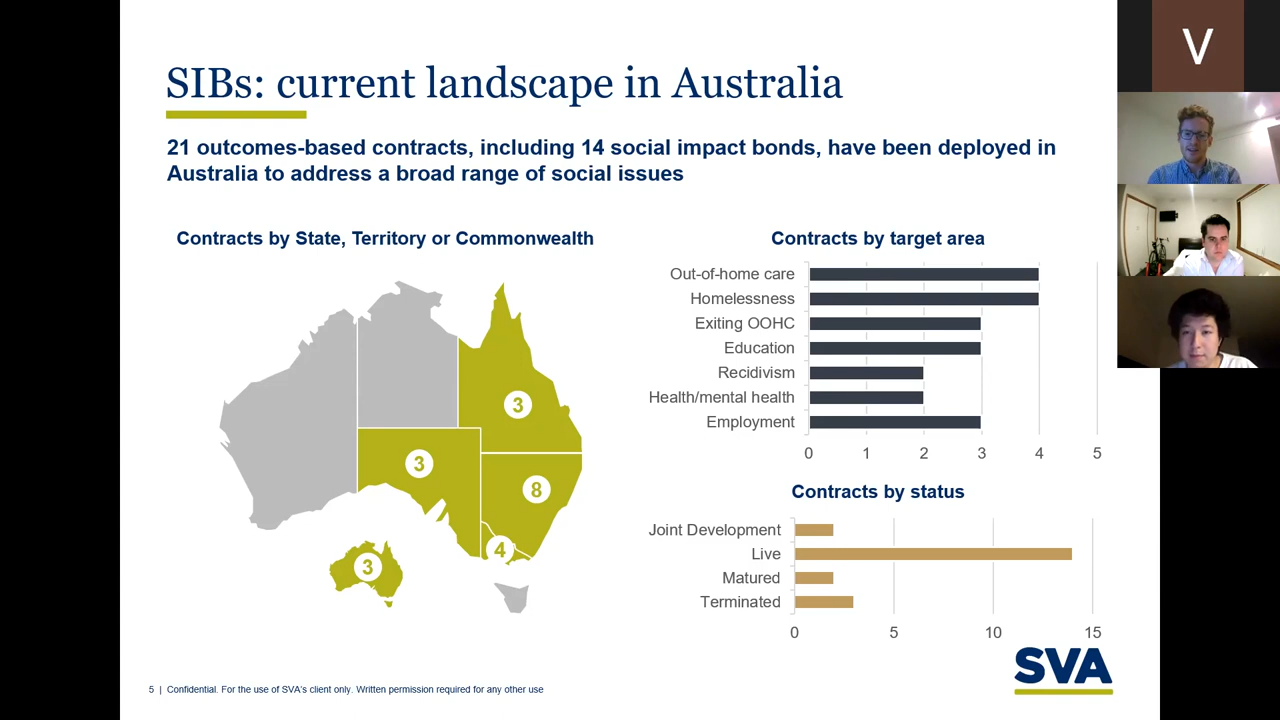 SIBs: current landscape in Australia
21 outcomes-based contracts, including 14 social impact bonds, have been deployed in
Australia to address a broad range of social issues
Contracts by State, Territory or Commonwealth
3
3
8
4
3
Contracts by target area
Out-of-home care
Homelessness
Exiting OOHC
Education
Recidivism
Health/mental health
Employment
0 1 2 3 4 5
Contracts by status
Joint Development
Live
Matured
Terminated
0 5 10 15
SVA
5 | Confidential. For the use of SVA's client only. Written permission required for any other use
V